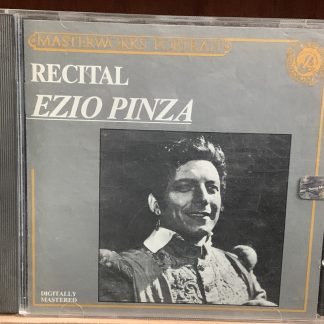 MASTERWORKS PORTRAIT
RECITAL
EZIO PINZA
DIGITALLY
MASTERED